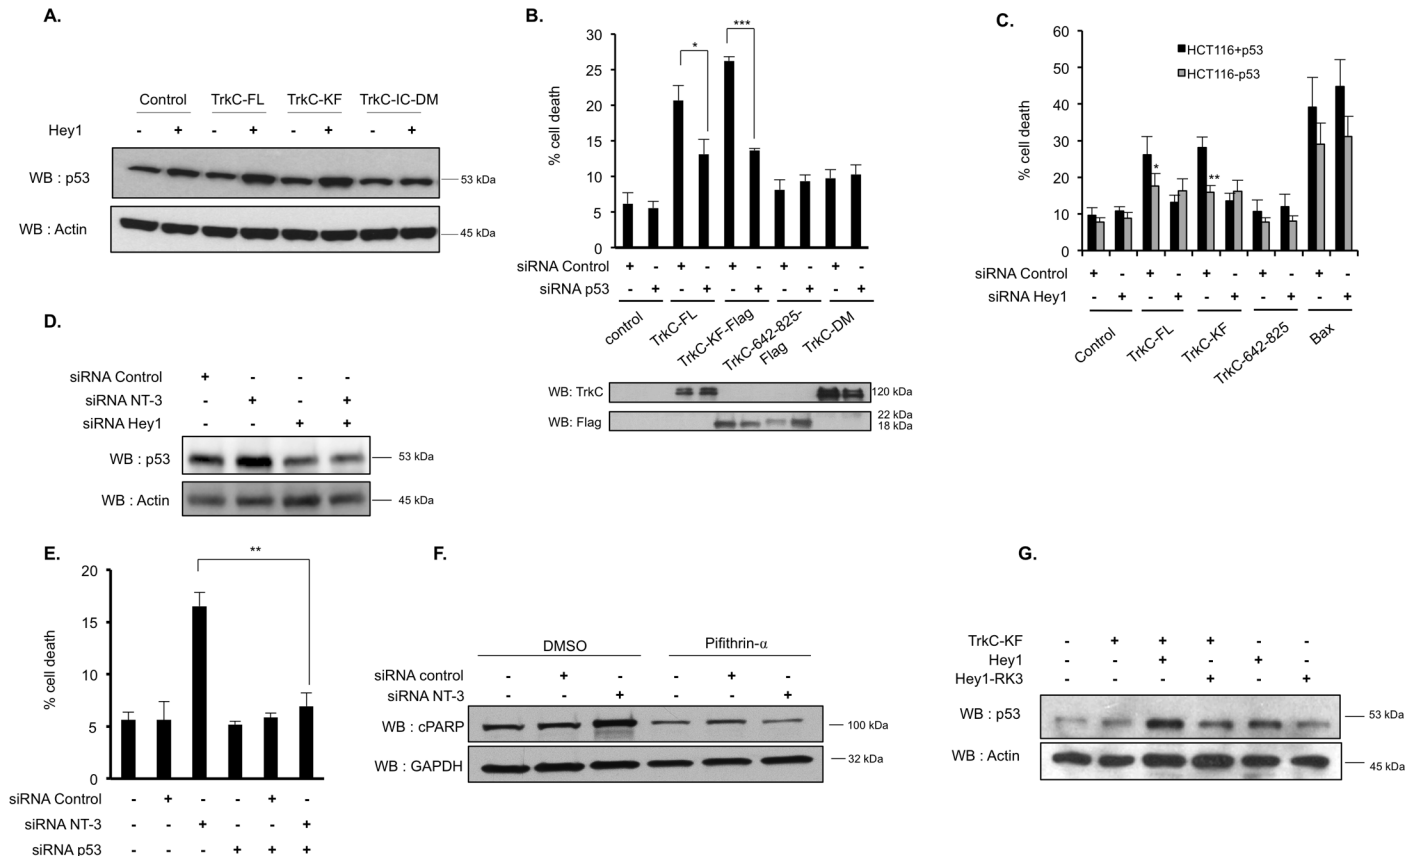 A.
Control TrkC-FL TrkC-KF TrkC-IC-DM
Hey1 - + - + - + - +
WB : p53 53 kDa
WB : Actin 45 kDa
B.
% cell death
30
25
20
15
10
5
0
* ***
siRNA Control + - + - + - + - + -
siRNA p53 - + - + - + - + - +
control TrkC-FL TrkC-KF-Flag TrkC-642-825-Flag TrkC-DM
WB: TrkC 120 kDa
WB: Flag 22 kDa
18 kDa
C.
% cell death
60
50
40
30
20
10
0
HCT116+p53
HCT116-p53
* **
siRNA Control + - + - + - + - + -
siRNA Hey1 - + - + - + - + - +
Control TrkC-FL TrkC-KF TrkC-642-825 Bax
D.
siRNA Control + - - -
siRNA NT-3 - + - +
siRNA Hey1 - - + +
WB : p53 53 kDa
WB : Actin 45 kDa
E.
% cell death
20
15
10
5
0
**
siRNA Control - + - - + -
siRNA NT-3 - - + - - +
siRNA p53 - - - + + +
F.
DMSO Pifithrin-α
siRNA control - + - - + -
siRNA NT-3 - - + - - +
WB : cPARP 100 kDa
WB : GAPDH 32 kDa
G.
TrkC-KF - + + + - -
Hey1 - - + - + -
Hey1-RK3 - - - + - +
WB : p53 53 kDa
WB : Actin 45 kDa